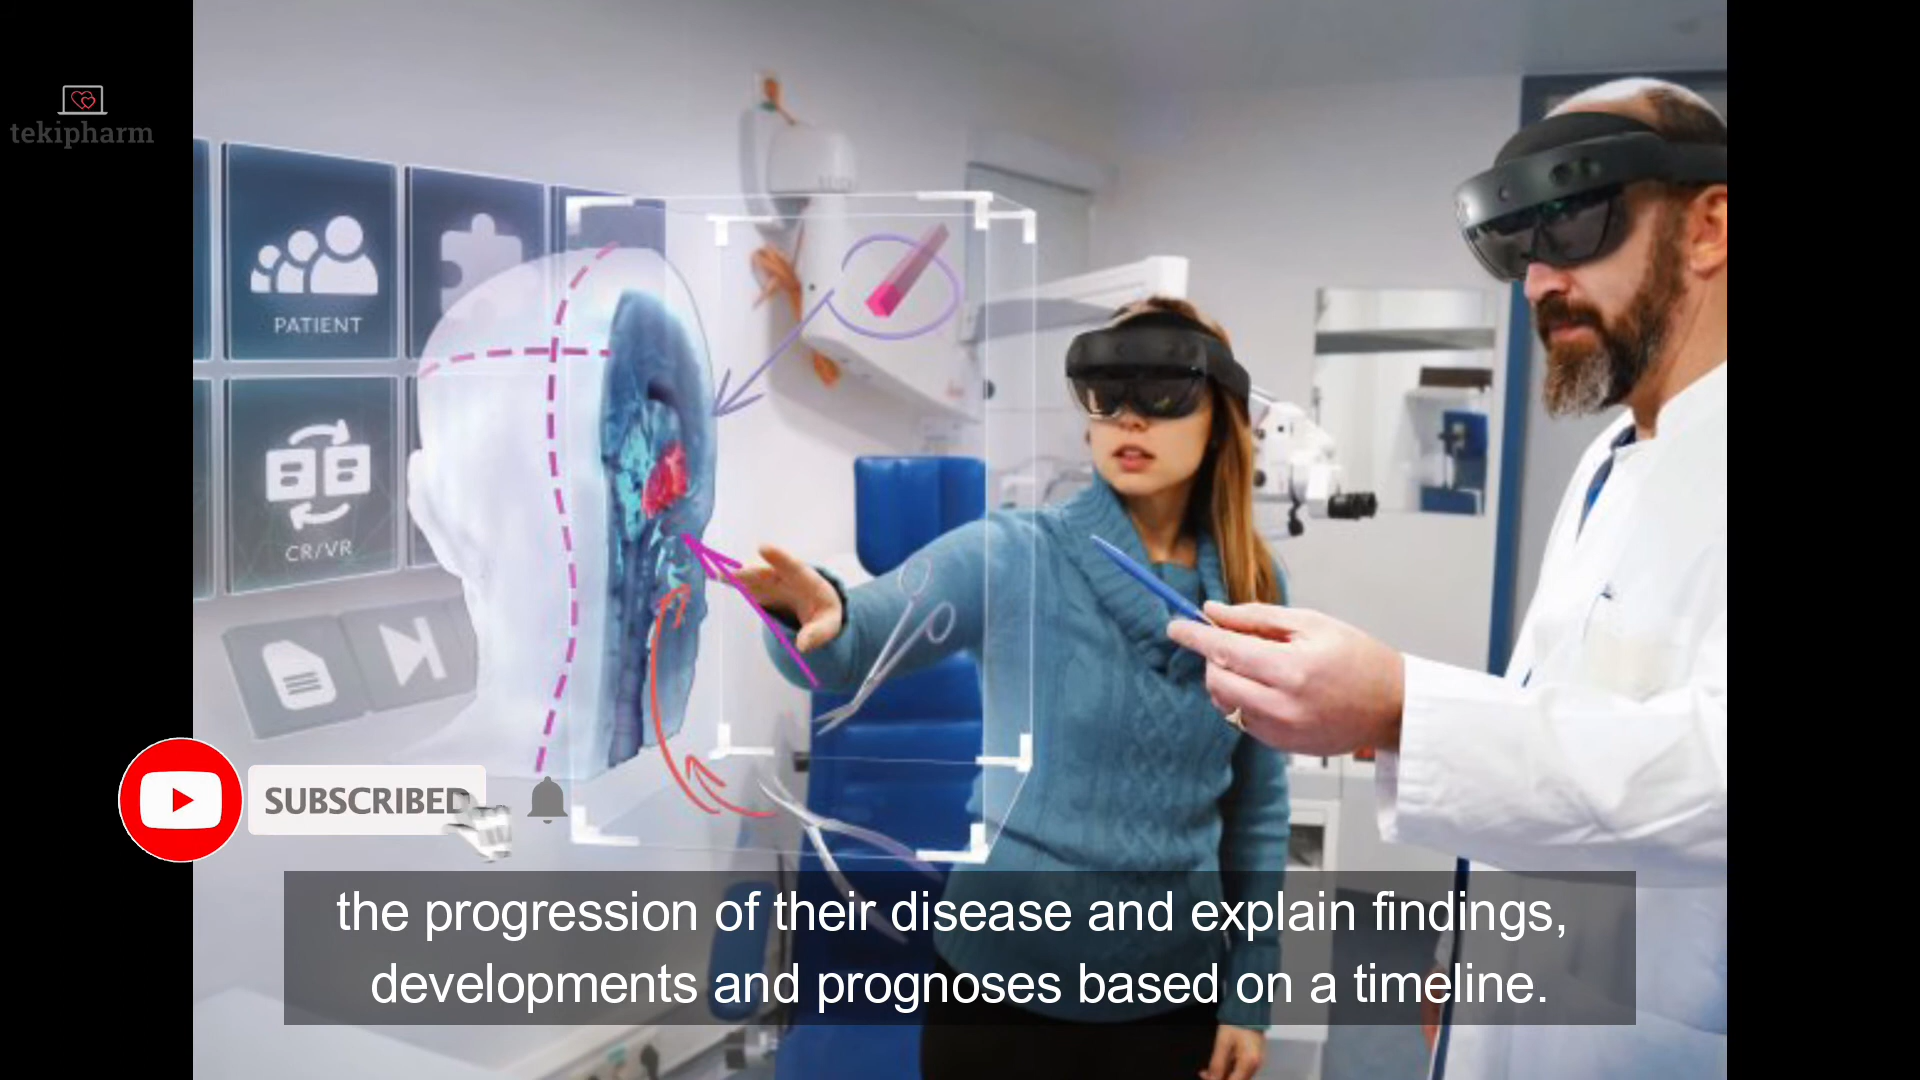 tekipharm
PATIENT
CR/VR
SUBSCRIBED
the progression of their disease and explain findings,
developments and prognoses based on a timeline.